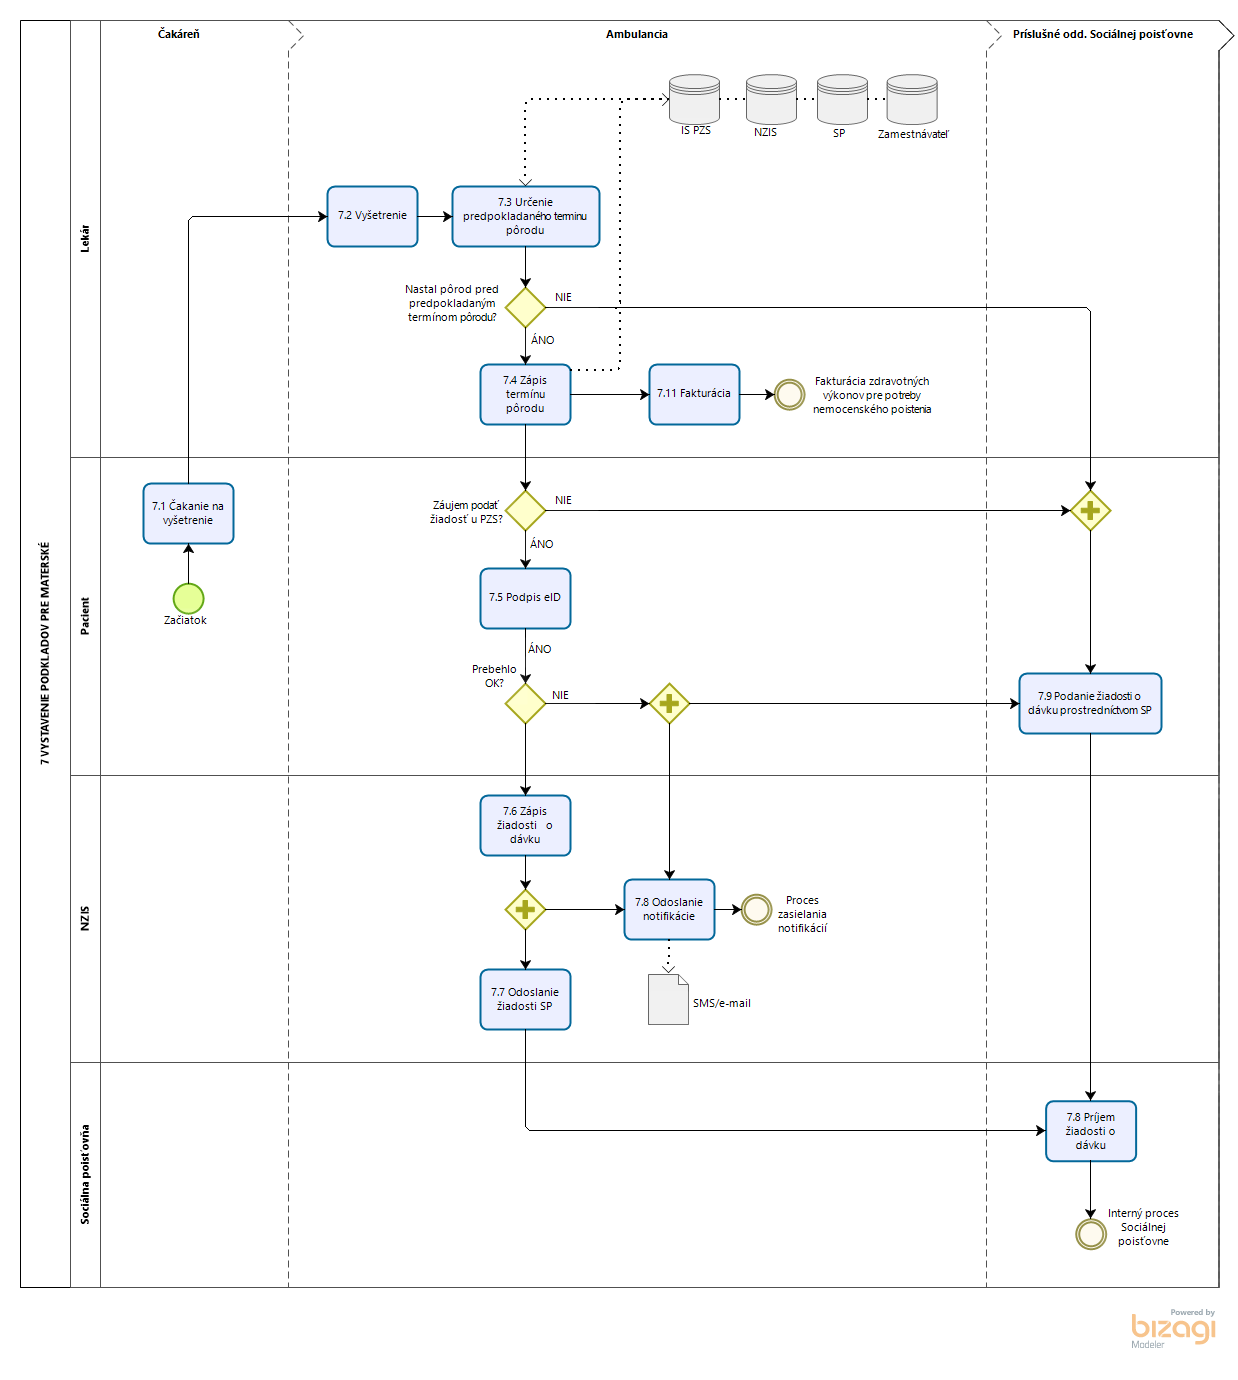 Čakáreň
Ambulancia
Príslušné odd. Sociálnej poisťovne
IS PZS
NZIS
SP
Zamestnávateľ
7.2 Vyšetrenie
7.3 Určenie
predpokladaného termínu
pôrodu
Lekár
Nastal pôrod pred
predpokladaným
termínom pôrodu?
NIE
ÁNO
7.4 Zápis
termínu
pôrodu
7.11 Fakturácia
Fakturácia zdravotných
výkonov pre potreby
nemocenského poistenia
7.1 Čakanie na
vyšetrenie
Začiatok
Záujem podať
žiadosť u PZS?
NIE
ÁNO
7 VYSTAVENIE PODKLADOV PRE MATERSKÉ
Pacient
7.5 Podpis eID
ÁNO
Prebehlo
OK?
NIE
7.9 Podanie žiadosti o
dávku prostredníctvom SP
7.6 Zápis
žiadosti o
dávku
NZIS
7.8 Odoslanie
notifikácie
Proces
zasielania
notifikácií
7.7 Odoslanie
žiadosti SP
SMS/e-mail
Sociálna poisťovňa
7.8 Príjem
žiadosti o
dávku
Interný proces
Sociálnej
poisťovne
Powered by
bizagi
Modeler